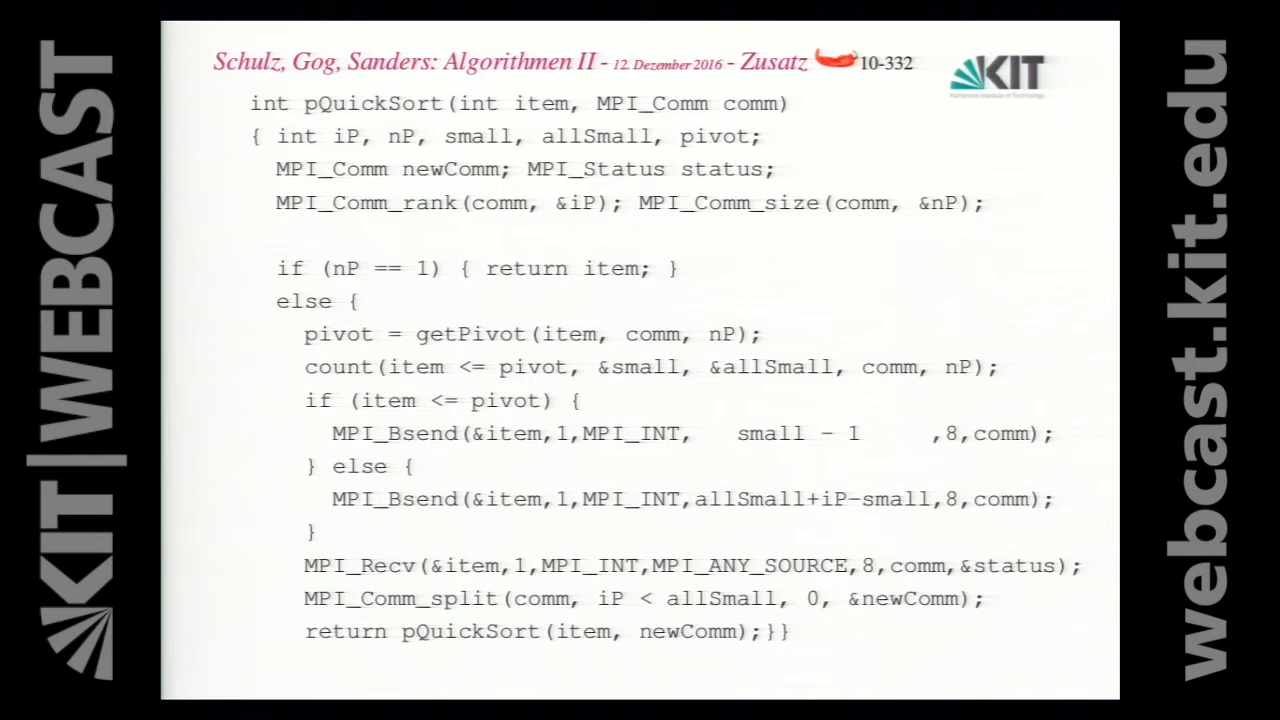 KIT|WEBCAST
Schulz, Gog, Sanders: Algorithmen II - 12. Dezember 2016 - Zusatz 10-332
KIT
Karlsruhe Institute of Technology
int pQuickSort(int item, MPI_Comm comm)
{ int iP, nP, small, allSmall, pivot;
MPI_Comm newComm; MPI_Status status;
MPI_Comm_rank(comm, &iP); MPI_Comm_size(comm, &nP);
if (nP == 1) { return item; }
else {
pivot = getPivot(item, comm, nP);
count(item <= pivot, &small, &allSmall, comm, nP);
if (item <= pivot) {
MPI_Bsend(&item,1,MPI_INT, small - 1 ,8,comm);
} else {
MPI_Bsend(&item,1,MPI_INT,allSmall+iP-small,8,comm);
}
MPI_Recv(&item,1,MPI_INT,MPI_ANY_SOURCE,8,comm,&status);
MPI_Comm_split(comm, iP < allSmall, 0, &newComm);
return pQuickSort(item, newComm);}}
webcast.kit.edu